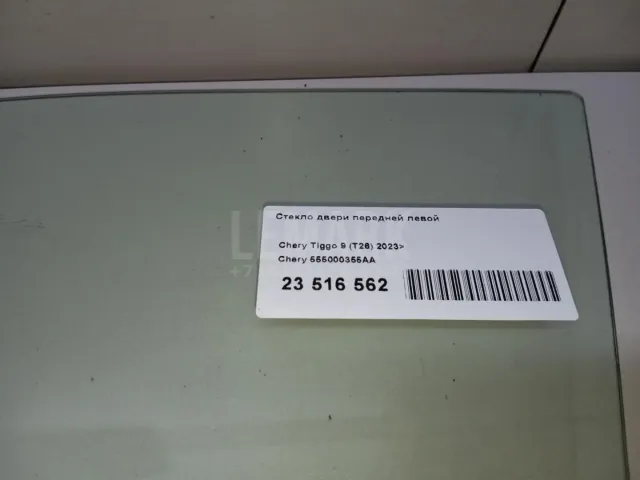 Стекло двери передней левой
Chery Tiggo 9 (T28) 2023>
Chery 555000355AA
23 516 562